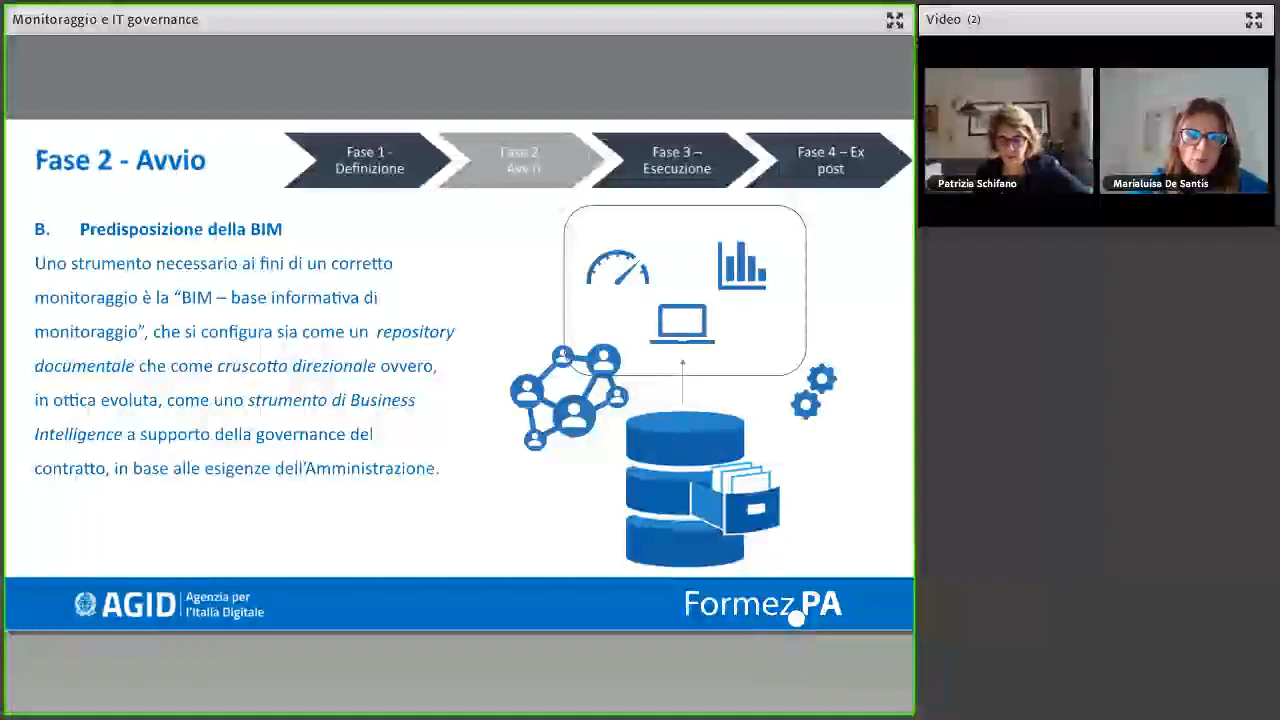 Monitoraggio e IT governance
Video (2)
Fase 2 - Avvio
Fase 1 -
Definizione
Fase 2
Avvio
Fase 3 –
Esecuzione
Fase 4 – Ex
post
Patrizia Schifano
Marialuisa De Santis
B. Predisposizione della BIM
Uno strumento necessario ai fini di un corretto
monitoraggio è la “BIM – base informativa di
monitoraggio”, che si configura sia come un repository
documentale che come cruscotto direzionale ovvero,
in ottica evoluta, come uno strumento di Business
Intelligence a supporto della governance del
contratto, in base alle esigenze dell’Amministrazione.
AGID
Agenzia per
l’Italia Digitale
Formez PA